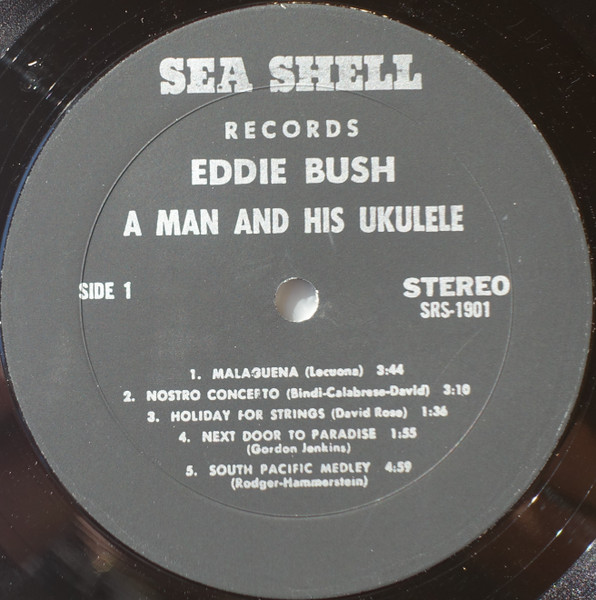 SEA SHELL
RECORDS
EDDIE BUSH
A MAN AND HIS UKULELE
SIDE 1
STEREO
SRS-1901
1. MALAGUENA (Lecuona) 3:44
2. NOSTRO CONCERTO (Bindi-Calabrese-David) 3:10
3. HOLIDAY FOR STRINGS (David Rose) 1:36
4. NEXT DOOR TO PARADISE 1:55
(Gordon Jenkins)
5. SOUTH PACIFIC MEDLEY 4:59
(Rodger-Hammerstein)